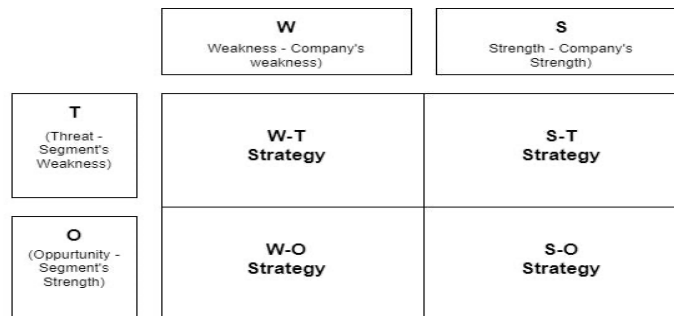 W
Weakness - Company's
weakness)
S
Strength - Company's
Strength)
T
(Threat -
Segment's
Weakness)
W-T
Strategy
S-T
Strategy
O
(Oppurtunity -
Segment's
Strength)
W-O
Strategy
S-O
Strategy